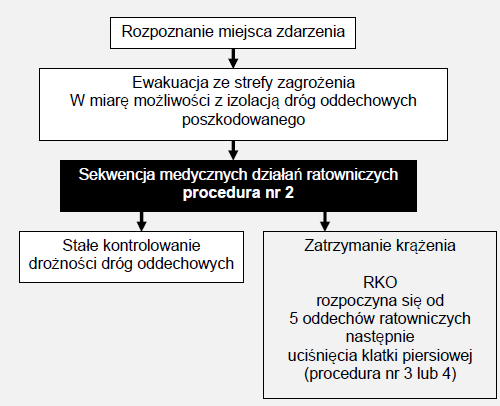 Rozpoznanie miejsca zdarzenia
Ewakuacja ze strefy zagrożenia
W miarę możliwości z izolacją dróg oddechowych
poszkodowanego
Sekwencja medycznych działań ratowniczych
procedura nr 2
Stałe kontrolowanie
drożności dróg oddechowych
Zatrzymanie krążenia
RKO
rozpoczyna się od
5 oddechów ratowniczych
następnie
uciśnięcia klatki piersiowej
(procedura nr 3 lub 4)